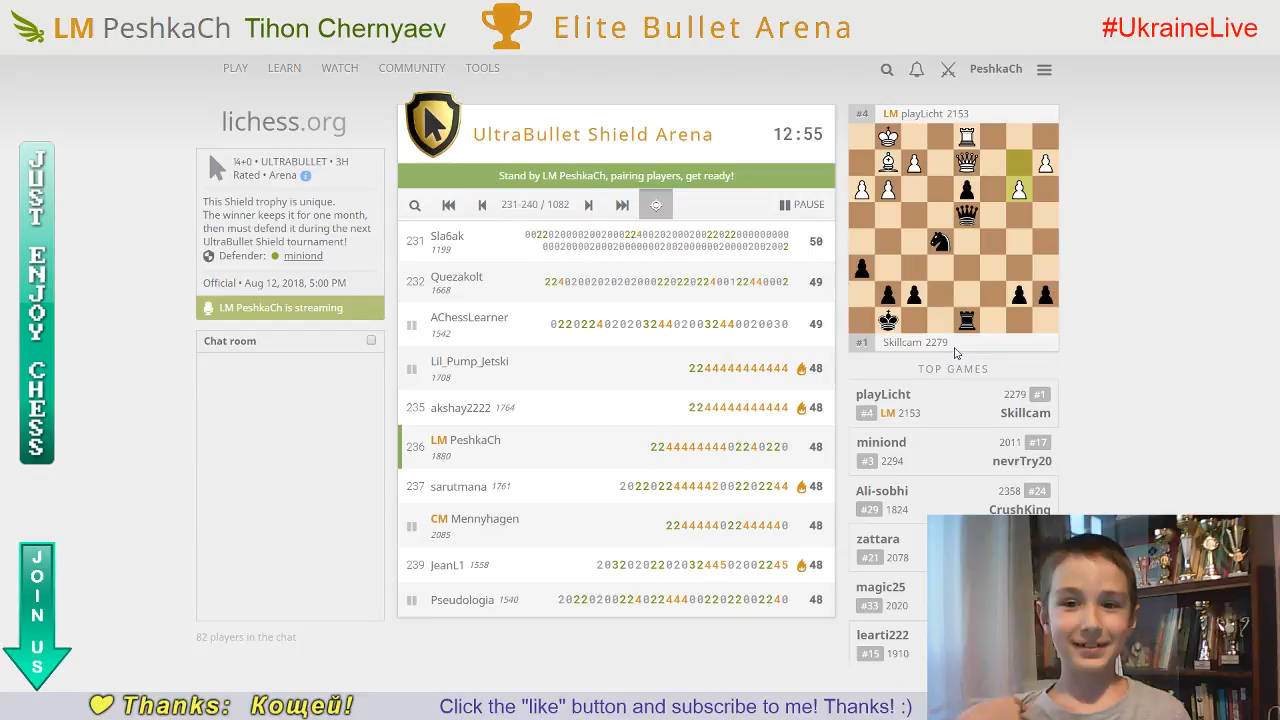 LM PeshkaCh Tihon Chernyaev
Elite Bullet Arena
#UkraineLive
PLAY LEARN WATCH COMMUNITY TOOLS
PeshkaCh
lichess.org
¼+0 • ULTRABULLET • 3H
Rated • Arena
This Shield trophy is unique.
The winner keeps it for one month,
then must defend it during the next
UltraBullet Shield tournament!
Defender: miniond
Official • Aug 12, 2018, 5:00 PM
LM PeshkaCh is streaming
Chat room
82 players in the chat
JUST ENJOY CHESS
JOIN US
UltraBullet Shield Arena 12:55
Stand by LM PeshkaCh, pairing players, get ready!
231-240 / 1082 PAUSE
231 Sla6ak 50
1199
232 Quezakolt 49
1668
AChessLearner 49
1542
Lil_Pump_Jetski 2244444444444 48
1708
235 akshay2222 1764 2244444444444 48
236 LM PeshkaCh 48
1880
237 sarutmana 1761 48
CM Mennyhagen 48
2085
239 JeanL1 1558 48
Pseudologia 1540 48
#4 LM playLicht 2153
#1 Skillcam 2279
TOP GAMES
playLicht 2279 #1
#4 LM 2153 Skillcam
miniond 2011 #17
#3 2294 nevrTry20
Ali-sobhi 2358 #24
#29 1824 CrushKing
zattara
#21 2078
magic25
#33 2020
learti222
#15 1910
Thanks: Кощей!
Click the "like" button and subscribe to me! Thanks! :)